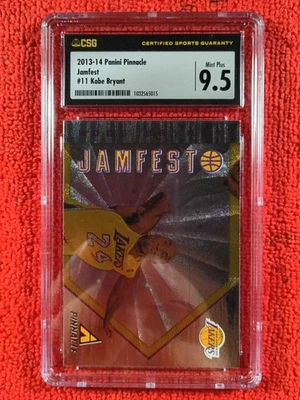 CSG
CERTIFIED SPORTS GUARANTY
2013-14 Panini Pinnacle
Jamfest
#11 Kobe Bryant
1032565015
Mint Plus
9.5
JAMFEST
LAKERS
24
Lakers
PINNACLE